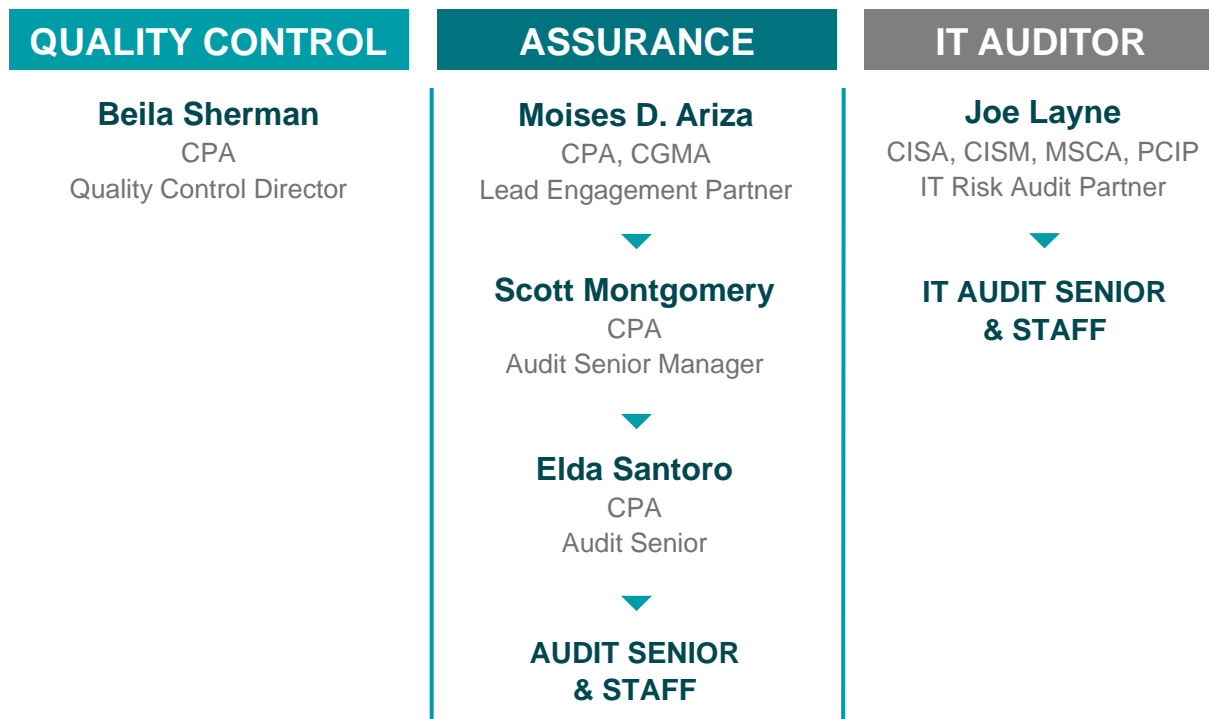 QUALITY CONTROL
Beila Sherman
CPA
Quality Control Director
ASSURANCE
Moises D. Ariza
CPA, CGMA
Lead Engagement Partner
Scott Montgomery
CPA
Audit Senior Manager
Elda Santoro
CPA
Audit Senior
AUDIT SENIOR
& STAFF
IT AUDITOR
Joe Layne
CISA, CISM, MSCA, PCIP
IT Risk Audit Partner
IT AUDIT SENIOR
& STAFF